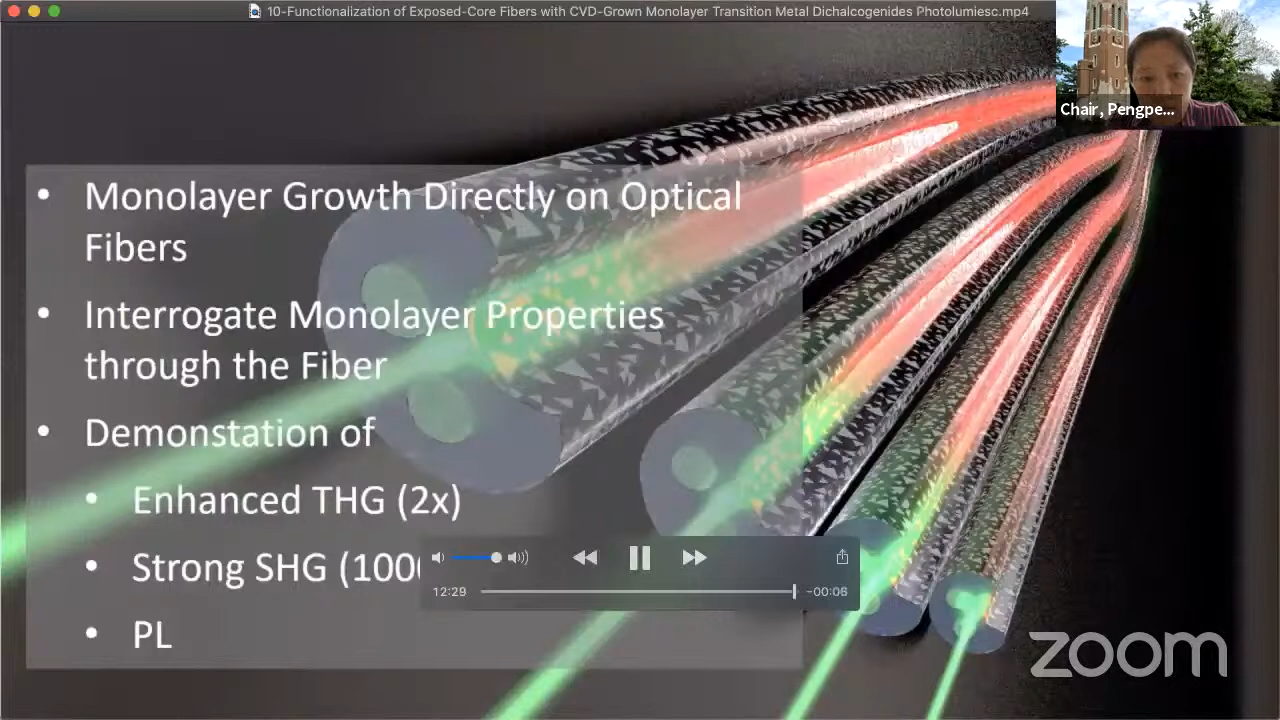 10-Functionalization of Exposed-Core Fibers with CVD-Grown Monolayer Transition Metal Dichalcogenides Photolumiesc.mp4
Chair, Pengpe...
• Monolayer Growth Directly on Optical
Fibers
• Interrogate Monolayer Properties
through the Fiber
• Demonstation of
• Enhanced THG (2x)
• Strong SHG (100
12:29
-00:06
• PL
zoom